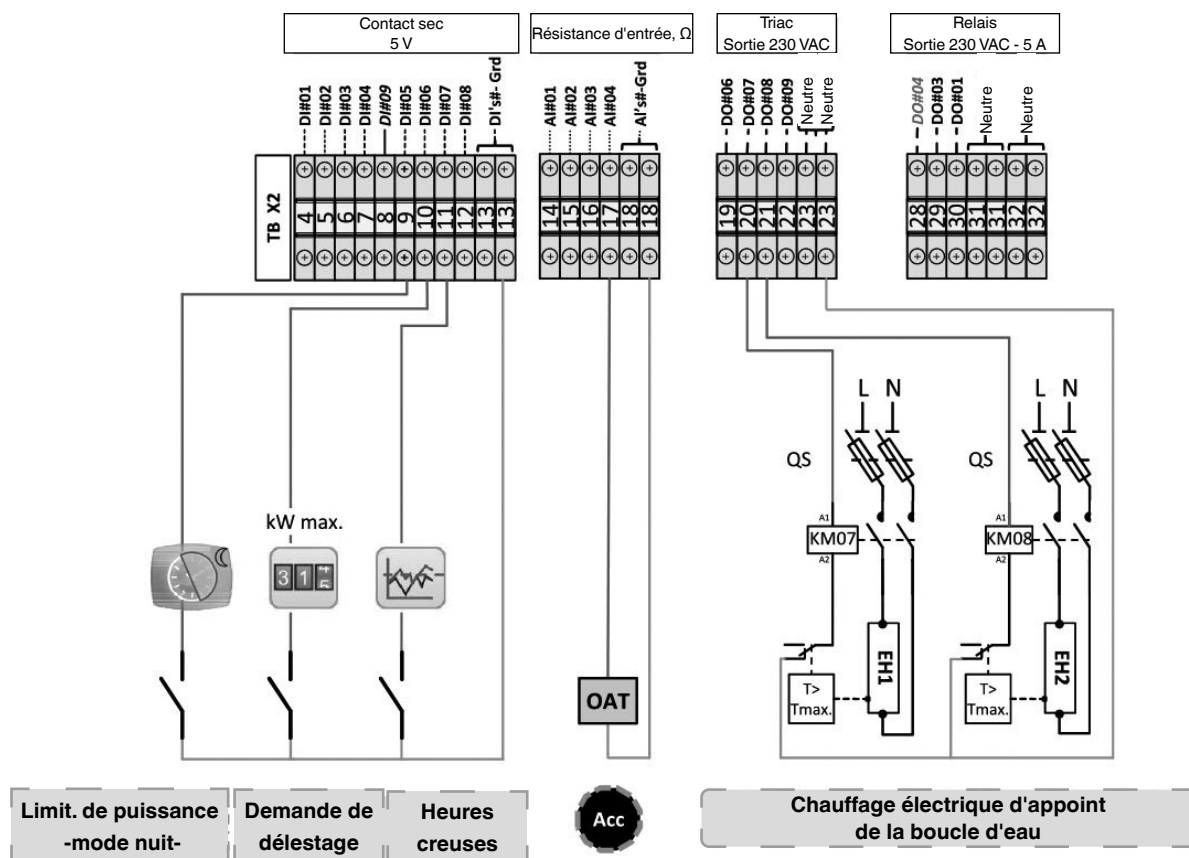 Contact sec
5 V
Résistance d'entrée, Ω
Triac
Sortie 230 VAC
Relais
Sortie 230 VAC - 5 A
DI#01
DI#02
DI#03
DI#04
DI#09
DI#05
DI#06
DI#07
DI#08
DI's#- Grd
AI#01
AI#02
AI#03
AI#04
AI's#-Grd
DO#06
DO#07
DO#08
DO#09
Neutre
Neutre
DO#04
DO#03
DO#01
Neutre
Neutre
TB X2
4
5
6
7
8
9
10
11
12
13
13
14
15
16
17
18
18
19
20
21
22
23
23
28
29
30
31
31
32
32
L N
L N
QS
QS
kW max.
3 1
A1
KM07
A2
A1
KM08
A2
EH1
EH2
T>
Tmax.
T>
Tmax.
OAT
Limit. de puissance
-mode nuit-
Demande de
délestage
Heures
creuses
Acc
Chauffage électrique d'appoint
de la boucle d'eau